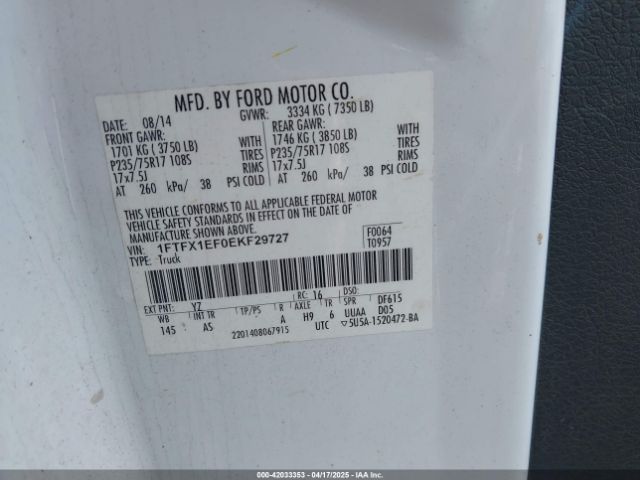 MFD. BY FORD MOTOR CO.
DATE: 08/14 GVWR: 3334 KG ( 7350 LB)
FRONT GAWR: REAR GAWR:
1701 KG ( 3750 LB) WITH 1746 KG ( 3850 LB) WITH
P235/75R17 108S TIRES P235/75R17 108S TIRES
17x7.5J RIMS 17x7.5J RIMS
AT 260 kPa/ 38 PSI COLD AT 260 kPa/ 38 PSI COLD
THIS VEHICLE CONFORMS TO ALL APPLICABLE FEDERAL MOTOR
VEHICLE SAFETY STANDARDS IN EFFECT ON THE DATE OF
MANUFACTURE SHOWN ABOVE.
VIN: 1FTFX1EF0EKF29727 F0064
TYPE: Truck T0957
EXT PNT: YZ RC: 16 DSO:
WB INT TR TP/PS R AXLE TR SPR DF615
145 AS A H9 6 UUAA D05
2201408067915 UTC ▽5U5A-1520472-BA
000-42033353 - 04/17/2025 - IAA Inc.